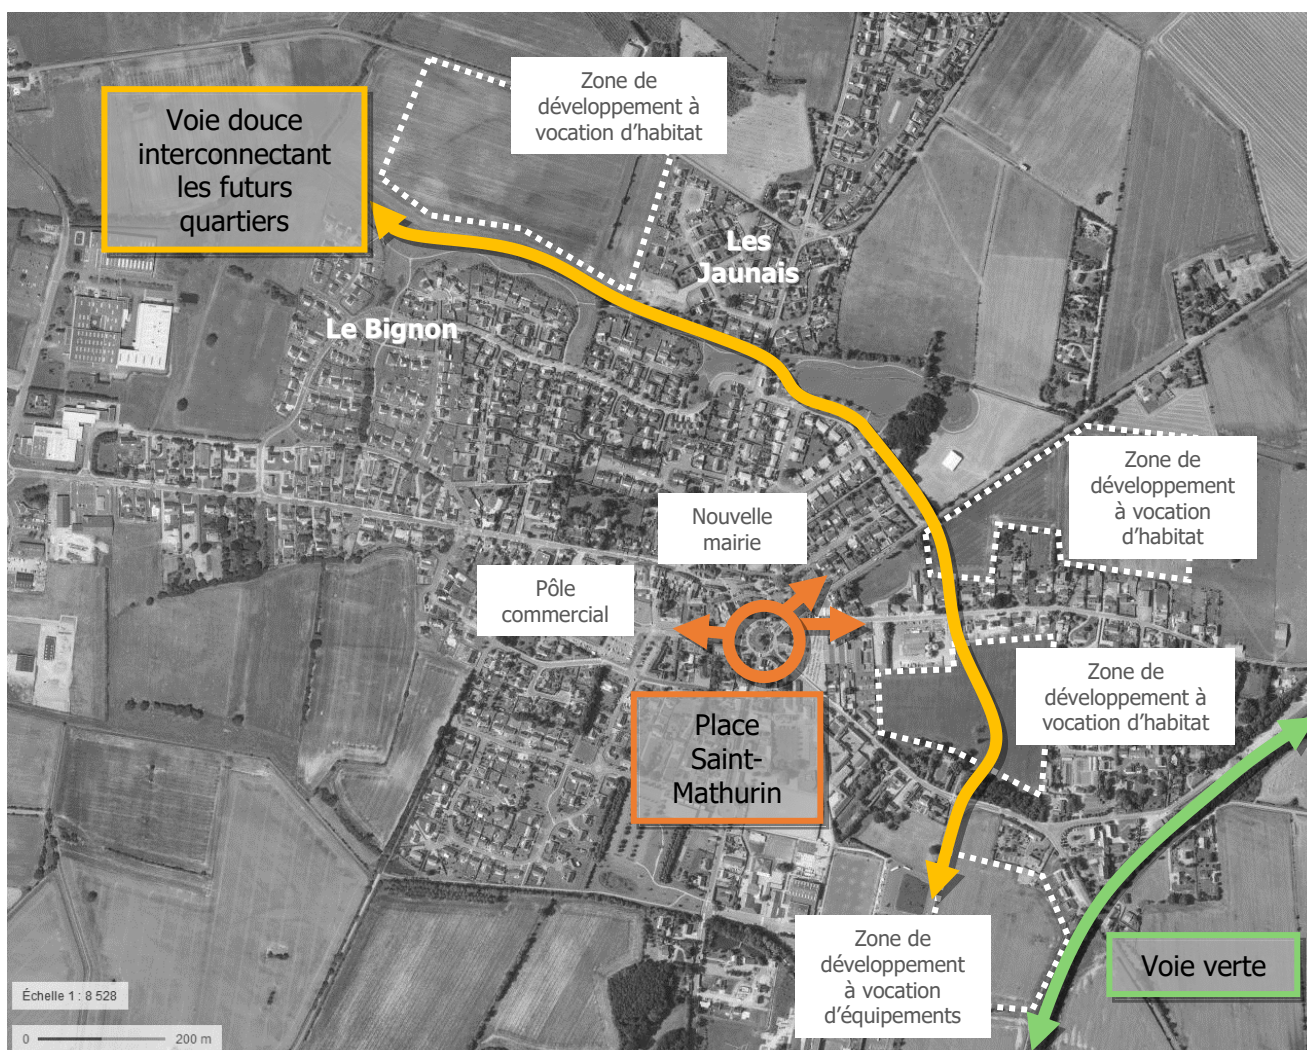 Zone de
développement à
vocation d’habitat
Voie douce
interconnectant
les futurs
quartiers
Les
Jaunais
Le Bignon
Zone de
développement
à vocation
d’habitat
Nouvelle
mairie
Pôle
commercial
Zone de
développement à
vocation d’habitat
Place
Saint-
Mathurin
Zone de
développement
à vocation
d’équipements
Voie verte
Échelle 1 : 8 528
0 200 m